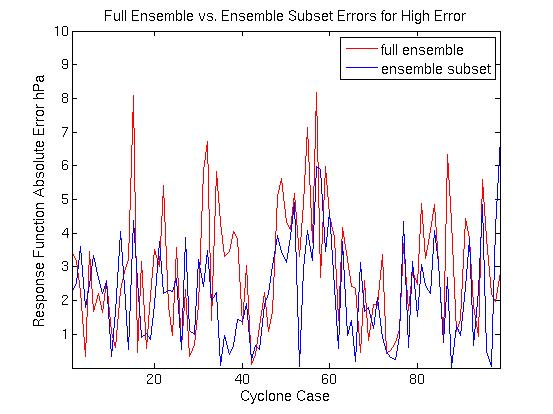 Full Ensemble vs. Ensemble Subset Errors for High Error
full ensemble
ensemble subset
Response Function Absolute Error hPa
10
9
8
7
6
5
4
3
2
1
20
40
60
80
Cyclone Case